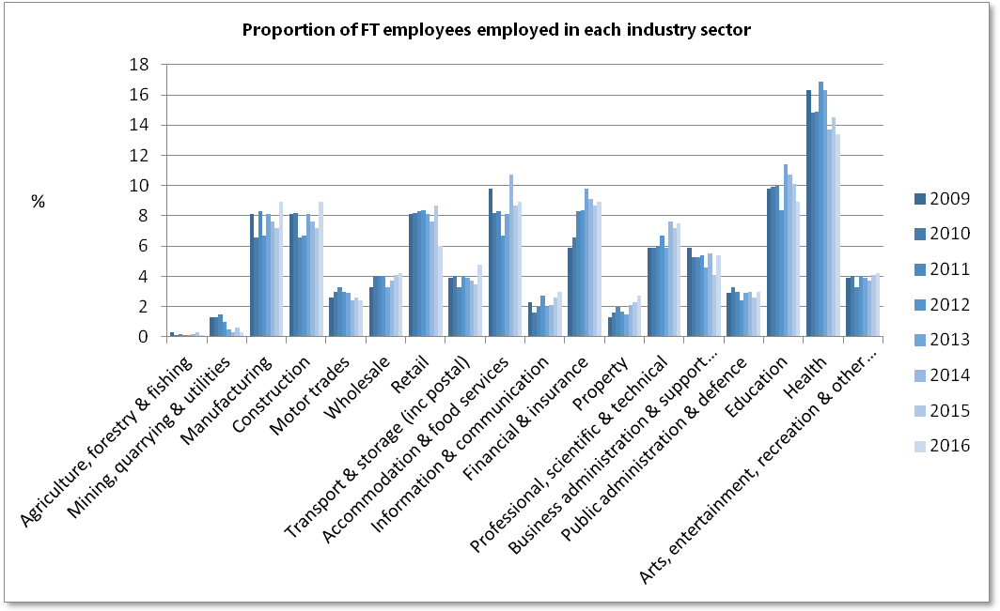 Proportion of FT employees employed in each industry sector
18
16
14
12
10
8
6
4
2
0
%
Agriculture, forestry & fishing
Mining, quarrying & utilities
Manufacturing
Construction
Motor trades
Wholesale
Retail
Transport & storage (inc postal)
Accommodation & food services
Information & communication
Financial & insurance
Property
Professional, scientific & technical
Business administration & support...
Public administration & defence
Education
Health
Arts, entertainment, recreation & other...
2009
2010
2011
2012
2013
2014
2015
2016